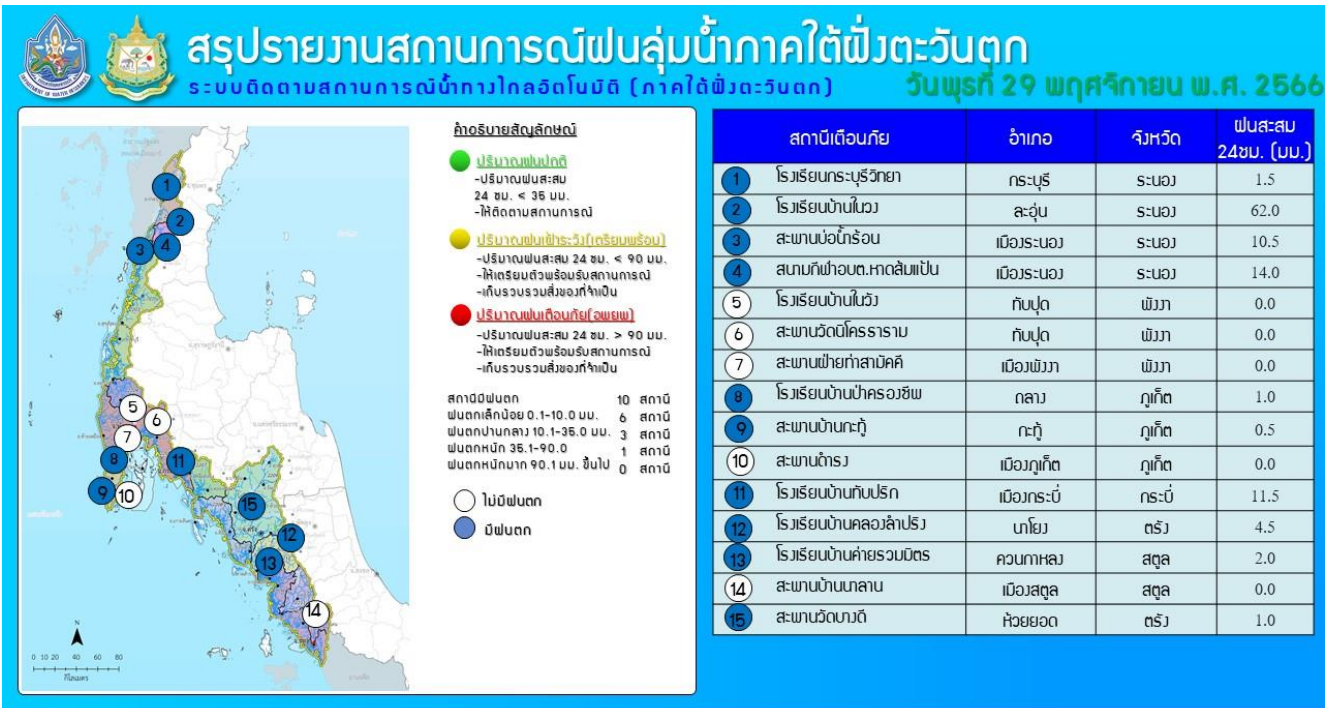 สรุปรายงานสถานการณ์ฝนลุ่มน้ำภาคใต้ฝั่งตะวันตก
ระบบติดตามสถานการณ์น้ำทางไกลอัตโนมัติ (ภาคใต้ฝั่งตะวันตก)
วันพุธที่ 29 พฤศจิกายน พ.ศ. 2566
คำอธิบายสัญลักษณ์
ปริมาณฝนปกติ
-ปริมาณฝนสะสม
24 ชม. < 35 มม.
-ให้ติดตามสถานการณ์
ปริมาณฝนเฝ้าระวัง(เตรียมพร้อม)
-ปริมาณฝนสะสม 24 ชม. < 90 มม.
-ให้เตรียมตัวพร้อมรับสถานการณ์
-เก็บรวบรวมสิ่งของที่จำเป็น
ปริมาณฝนเตือนภัย(อพยพ)
-ปริมาณฝนสะสม 24 ชม. > 90 มม.
-ให้เตรียมตัวพร้อมรับสถานการณ์
-เก็บรวบรวมสิ่งของที่จำเป็น
สถานีมีฝนตก 10 สถานี
ฝนตกเล็กน้อย 0.1-10.0 มม. 6 สถานี
ฝนตกปานกลาง 10.1-35.0 มม. 3 สถานี
ฝนตกหนัก 35.1-90.0 1 สถานี
ฝนตกหนักมาก 90.1 มม. ขึ้นไป 0 สถานี
ไม่มีฝนตก
มีฝนตก
1
2
3 4
5
6
7
8
11
9 10
15
12
13
14
N
0 10 20 40 60 80
กิโลเมตร
สถานีเตือนภัย อำเภอ จังหวัด ฝนสะสม 24ชม. (มม.)
1 โรงเรียนกระบุรีวิทยา กระบุรี ระนอง 1.5
2 โรงเรียนบ้านในวง ละอุ่น ระนอง 62.0
3 สะพานบ่อน้ำร้อน เมืองระนอง ระนอง 10.5
4 สนามกีฬาอบต.หาดส้มแป้น เมืองระนอง ระนอง 14.0
5 โรงเรียนบ้านในวัง ทับปุด พังงา 0.0
6 สะพานวัดนิโครธาราม ทับปุด พังงา 0.0
7 สะพานฝ่ายท่าสามัคคี เมืองพังงา พังงา 0.0
8 โรงเรียนบ้านป่าครองชีพ ถลาง ภูเก็ต 1.0
9 สะพานบ้านกะทู้ กะทู้ ภูเก็ต 0.5
10 สะพานดำรง เมืองภูเก็ต ภูเก็ต 0.0
11 โรงเรียนบ้านทับปริก เมืองกระบี่ กระบี่ 11.5
12 โรงเรียนบ้านคลองลำปริง นาโยง ตรัง 4.5
13 โรงเรียนบ้านค่ายรวมมิตร ควนกาหลง สตูล 2.0
14 สะพานบ้านนาลาน เมืองสตูล สตูล 0.0
15 สะพานวัดบางดี ห้วยยอด ตรัง 1.0